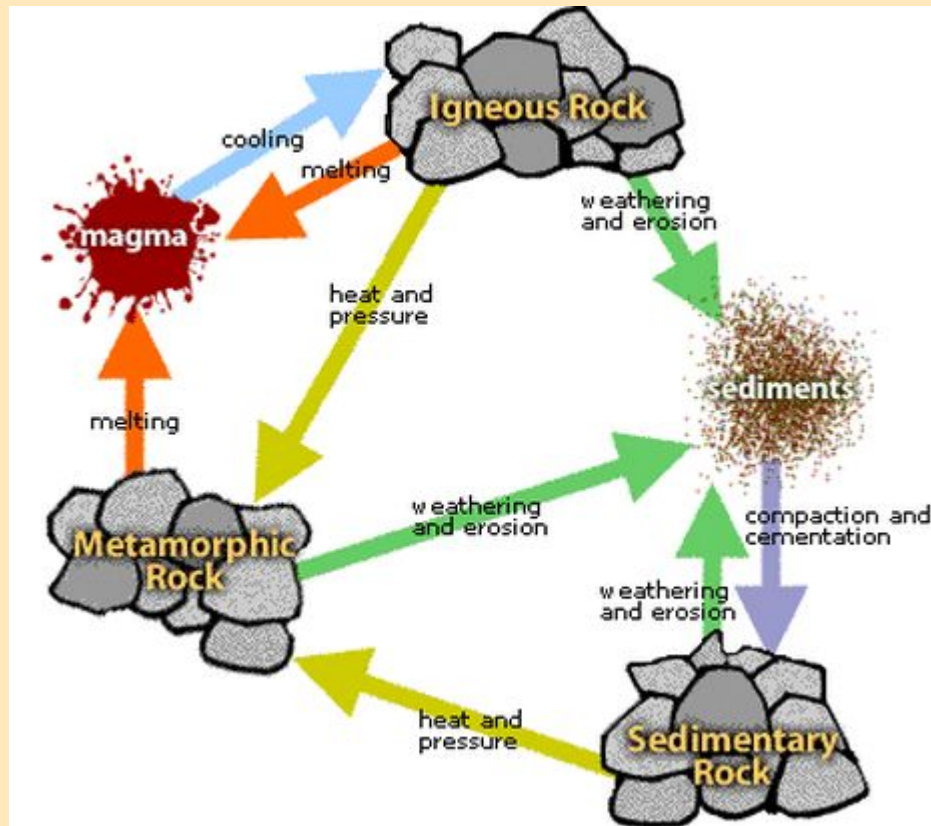 Igneous Rock
cooling
melting
weathering
and erosion
magma
heat and
pressure
sediments
melting
weathering
and erosion
compaction and
cementation
Metamorphic
Rock
weathering
and erosion
heat and
pressure
Sedimentary
Rock